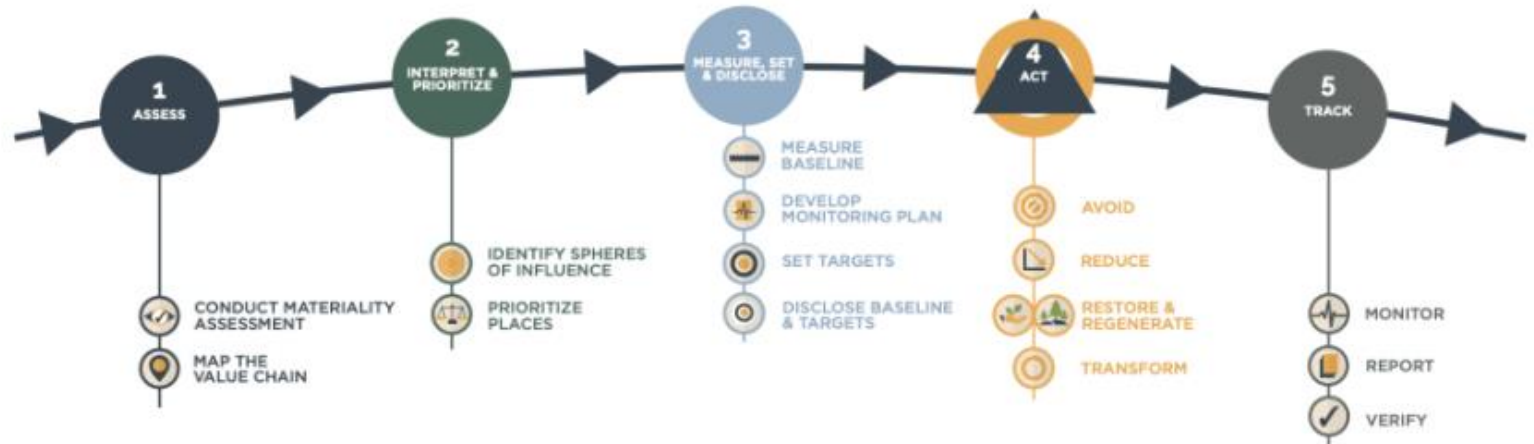 1
ASSESS
CONDUCT MATERIALITY
ASSESSMENT
MAP THE
VALUE CHAIN
2
INTERPRET &
PRIORITIZE
IDENTIFY SPHERES
OF INFLUENCE
PRIORITIZE
PLACES
3
MEASURE, SET
& DISCLOSE
MEASURE
BASELINE
DEVELOP
MONITORING PLAN
SET TARGETS
DISCLOSE BASELINE
& TARGETS
4
ACT
AVOID
REDUCE
RESTORE &
REGENERATE
TRANSFORM
5
TRACK
MONITOR
REPORT
VERIFY